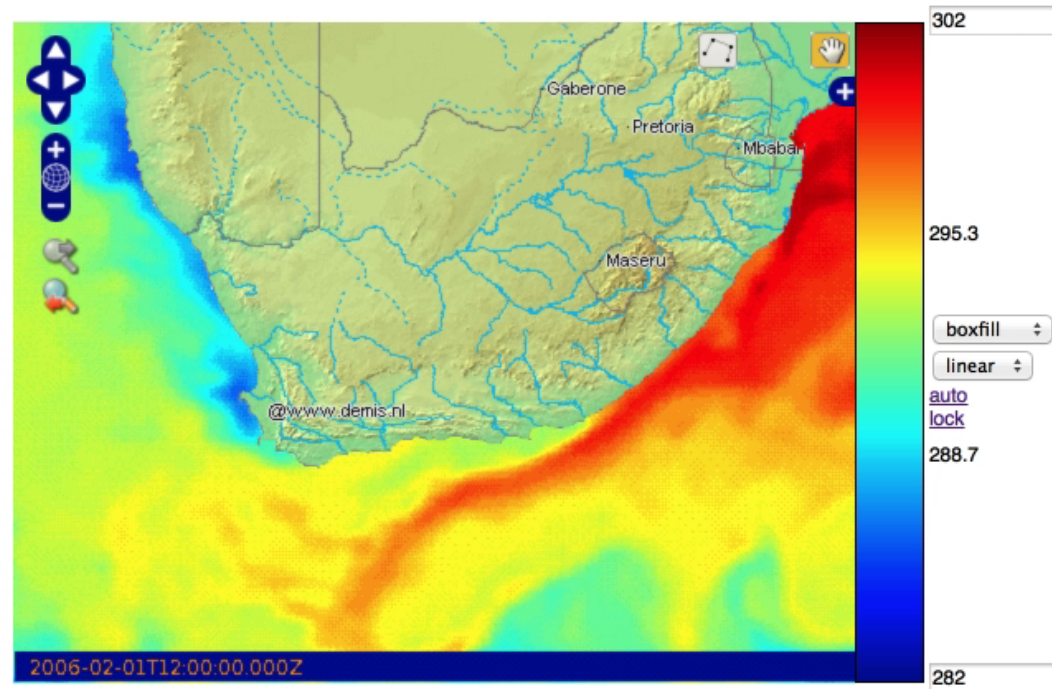 302
Gaberone
Pretoria
Mbaba
295.3
Maseru
boxfill
linear
auto
lock
@www.demis.nl
288.7
2006-02-01T12:00:00.000Z
282